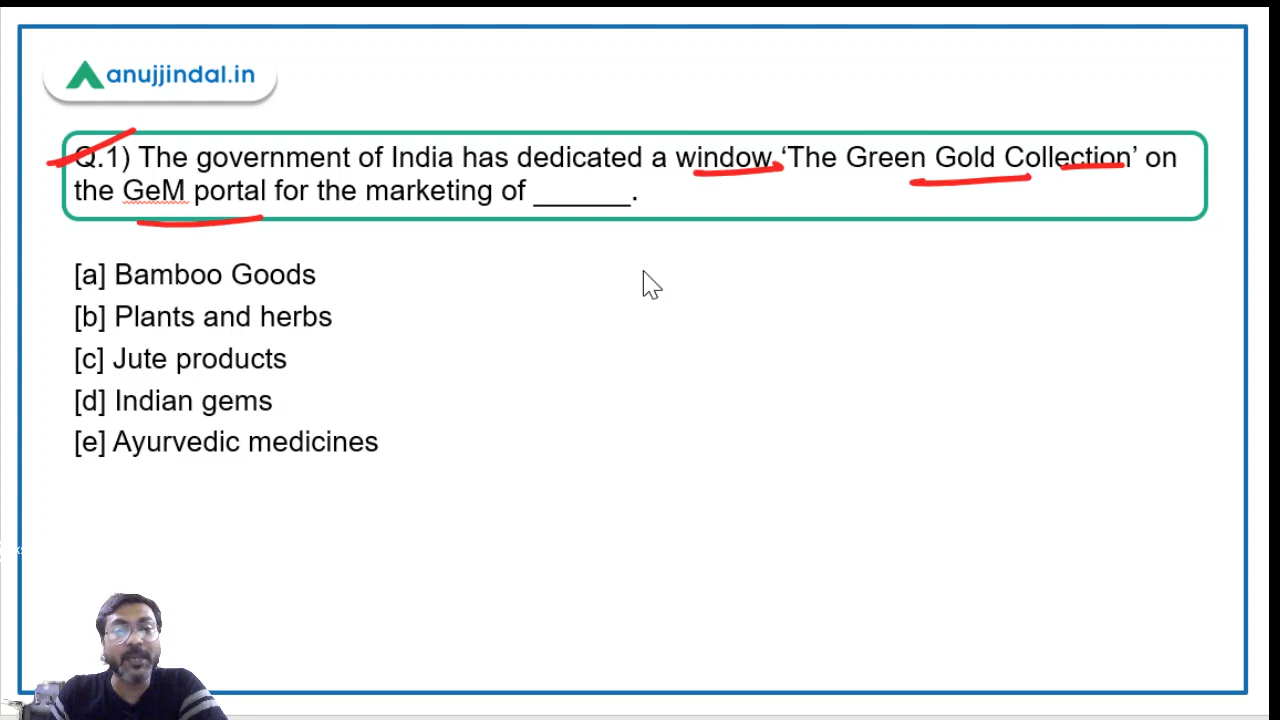 anujjindal.in
Q.1) The government of India has dedicated a window ‘The Green Gold Collection’ on
the GeM portal for the marketing of ______.
[a] Bamboo Goods
[b] Plants and herbs
[c] Jute products
[d] Indian gems
[e] Ayurvedic medicines